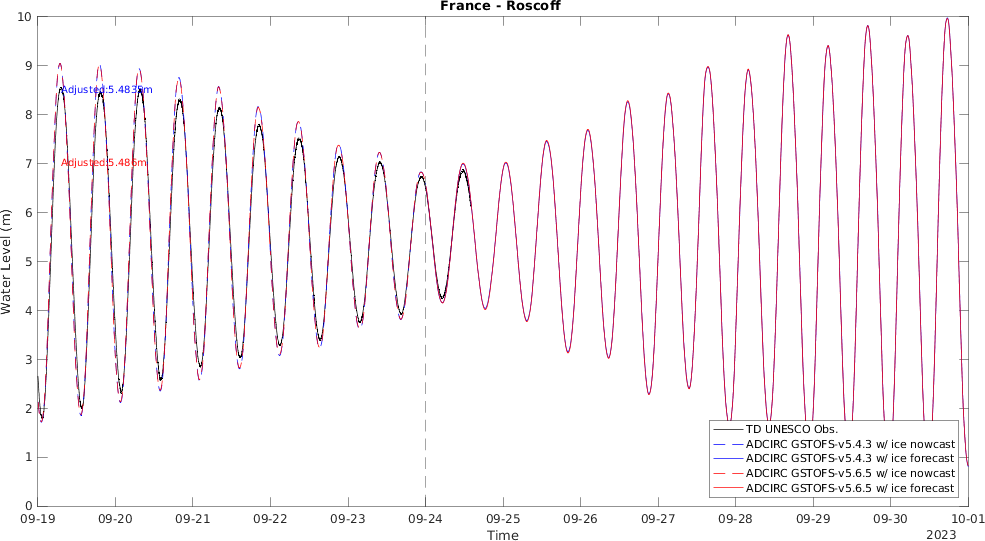 France - Roscoff
10
9
8
7
6
5
4
3
2
1
0
Water Level (m)
Adjusted:5.4838m
Adjusted:5.486m
TD UNESCO Obs.
ADCIRC GSTOFS-v5.4.3 w/ ice nowcast
ADCIRC GSTOFS-v5.4.3 w/ ice forecast
ADCIRC GSTOFS-v5.6.5 w/ ice nowcast
ADCIRC GSTOFS-v5.6.5 w/ ice forecast
09-19 09-20 09-21 09-22 09-23 09-24 09-25 09-26 09-27 09-28 09-29 09-30 10-01
Time
2023